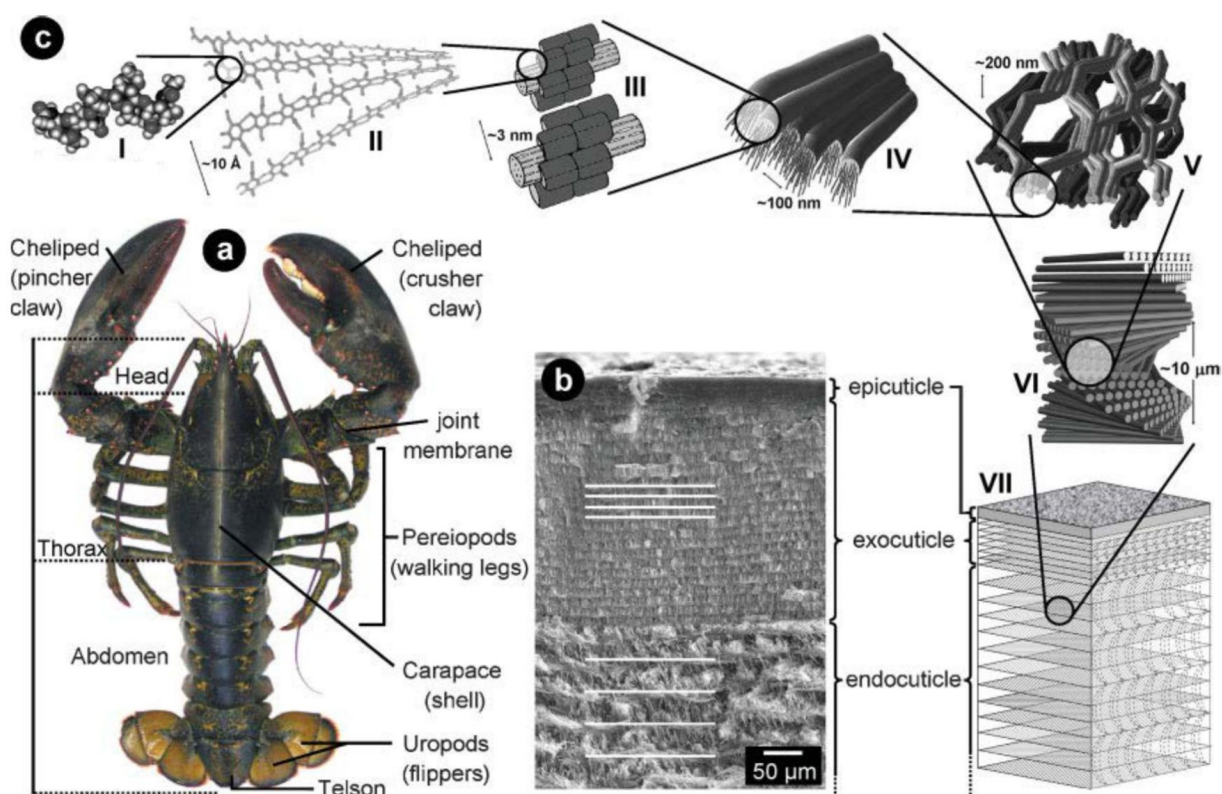 c
I
II
~10 Å
III
~3 nm
IV
~100 nm
~200 nm
V
VI
~10 μm
VII
a
Cheliped
(pincher
claw)
Cheliped
(crusher
claw)
Head
joint
membrane
Thorax
Pereiopods
(walking legs)
Abdomen
Carapace
(shell)
Uropods
(flippers)
Telson
b
epicuticle
exocuticle
endocuticle
50 μm